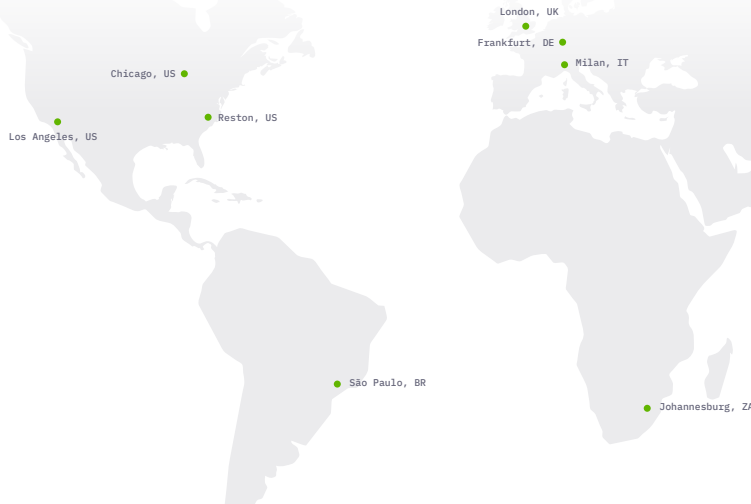 London, UK
Frankfurt, DE
Milan, IT
Chicago, US
Reston, US
Los Angeles, US
São Paulo, BR
Johannesburg, ZA